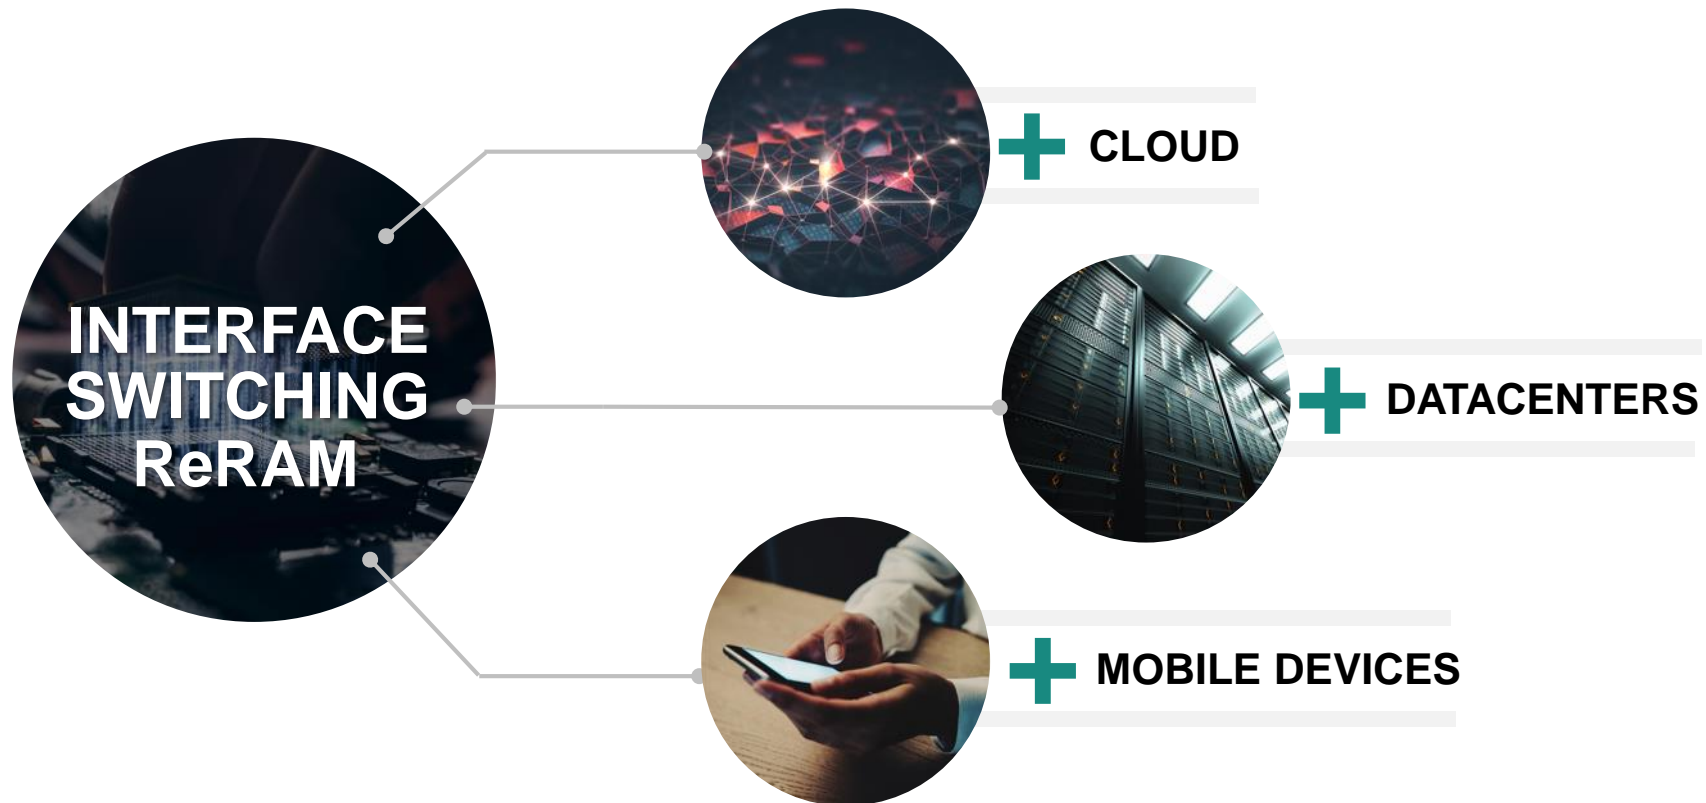 INTERFACE
SWITCHING
ReRAM
CLOUD
DATACENTERS
MOBILE DEVICES